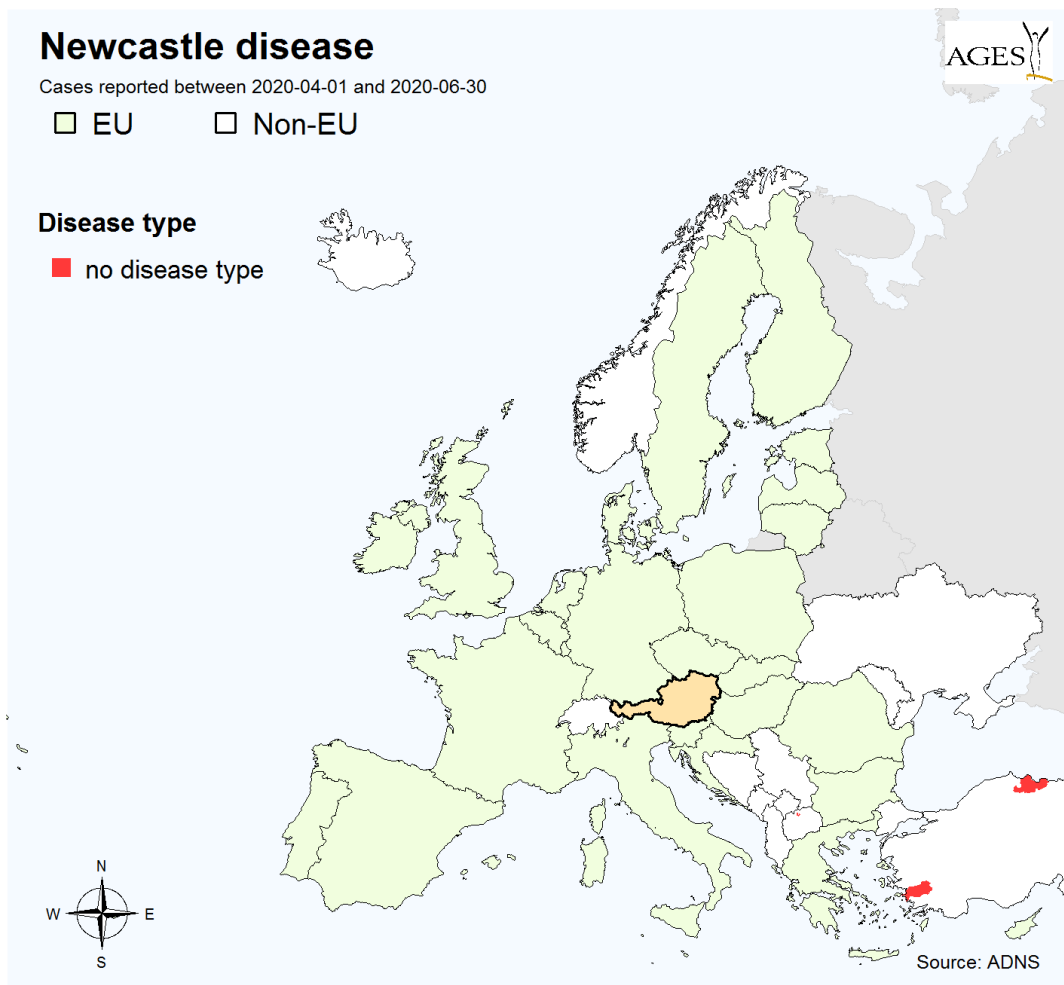 Newcastle disease
Cases reported between 2020-04-01 and 2020-06-30
EU Non-EU
AGES
Disease type
no disease type
N
W E
S
Source: ADNS